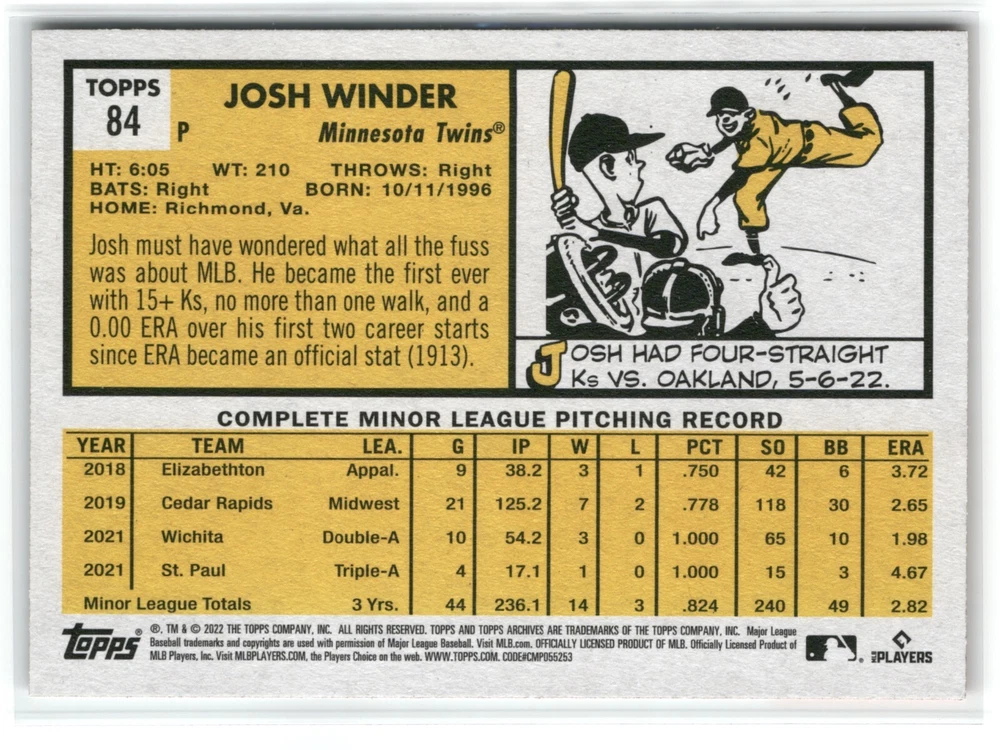 TOPPS
84
P
JOSH WINDER
Minnesota Twins®
HT: 6:05 WT: 210 THROWS: Right
BATS: Right BORN: 10/11/1996
HOME: Richmond, Va.
Josh must have wondered what all the fuss
was about MLB. He became the first ever
with 15+ Ks, no more than one walk, and a
0.00 ERA over his first two career starts
since ERA became an official stat (1913).
JOSH HAD FOUR-STRAIGHT
Ks VS. OAKLAND, 5-6-22.
COMPLETE MINOR LEAGUE PITCHING RECORD
YEAR TEAM LEA. G IP W L PCT SO BB ERA
2018 Elizabethton Appal. 9 38.2 3 1 .750 42 6 3.72
2019 Cedar Rapids Midwest 21 125.2 7 2 .778 118 30 2.65
2021 Wichita Double-A 10 54.2 3 0 1.000 65 10 1.98
2021 St. Paul Triple-A 4 17.1 1 0 1.000 15 3 4.67
Minor League Totals 3 Yrs. 44 236.1 14 3 .824 240 49 2.82
topps® ®, TM & © 2022 THE TOPPS COMPANY, INC. ALL RIGHTS RESERVED. TOPPS AND TOPPS ARCHIVES ARE TRADEMARKS OF THE TOPPS COMPANY, INC. Major League
Baseball trademarks and copyrights are used with permission of Major League Baseball. Visit MLB.com. OFFICIALLY LICENSED PRODUCT OF MLB. Officially Licensed Product of
MLB Players, Inc. Visit MLBPLAYERS.COM, the Players Choice on the web. WWW.TOPPS.COM. CODE#CMP055253
MLB PLAYERS